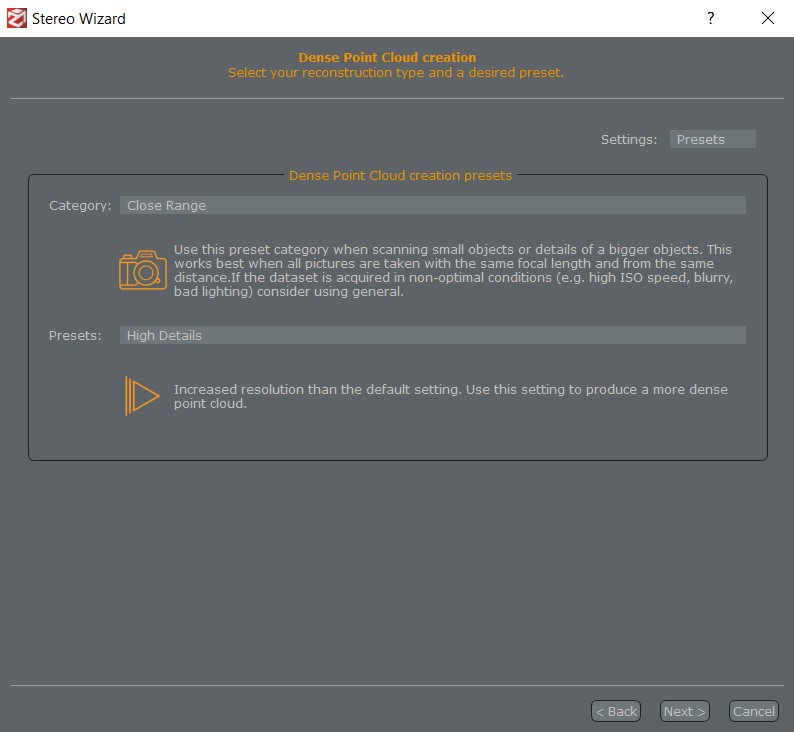 Stereo Wizard
?
Dense Point Cloud creation
Select your reconstruction type and a desired preset.
Settings: Presets
Dense Point Cloud creation presets
Category: Close Range
Use this preset category when scanning small objects or details of a bigger objects. This
works best when all pictures are taken with the same focal length and from the same
distance.If the dataset is acquired in non-optimal conditions (e.g. high ISO speed, blurry,
bad lighting) consider using general.
Presets: High Details
Increased resolution than the default setting. Use this setting to produce a more dense
point cloud.
< Back Next > Cancel